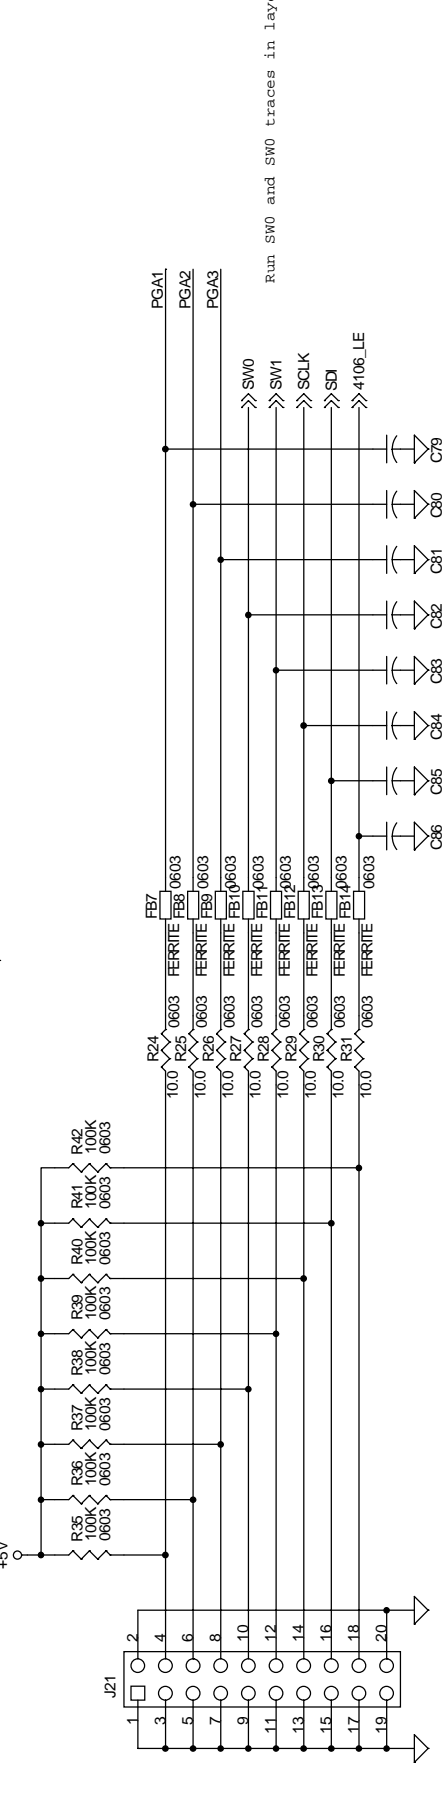 Run SW0 and SW0 traces in
PGA1
PGA2
PGA3
SW0
SW1
SCLK
SDI
4106_LE
C79
C80
C81
C82
C83
C84
C85
C86
FB7
FERRITE 0603
FB8
FERRITE 0603
FB9
FERRITE 0603
FB10
FERRITE 0603
FB11
FERRITE 0603
FB12
FERRITE 0603
FB13
FERRITE 0603
FB14
FERRITE 0603
R24
10.0 0603
R25
10.0 0603
R26
10.0 0603
R27
10.0 0603
R28
10.0 0603
R29
10.0 0603
R30
10.0 0603
R31
10.0 0603
R42
100K
0603
R41
100K
0603
R40
100K
0603
R39
100K
0603
R38
100K
0603
R37
100K
0603
R36
100K
0603
R35
100K
0603
+5V
J21
1 2
3 4
5 6
7 8
9 10
11 12
13 14
15 16
17 18
19 20